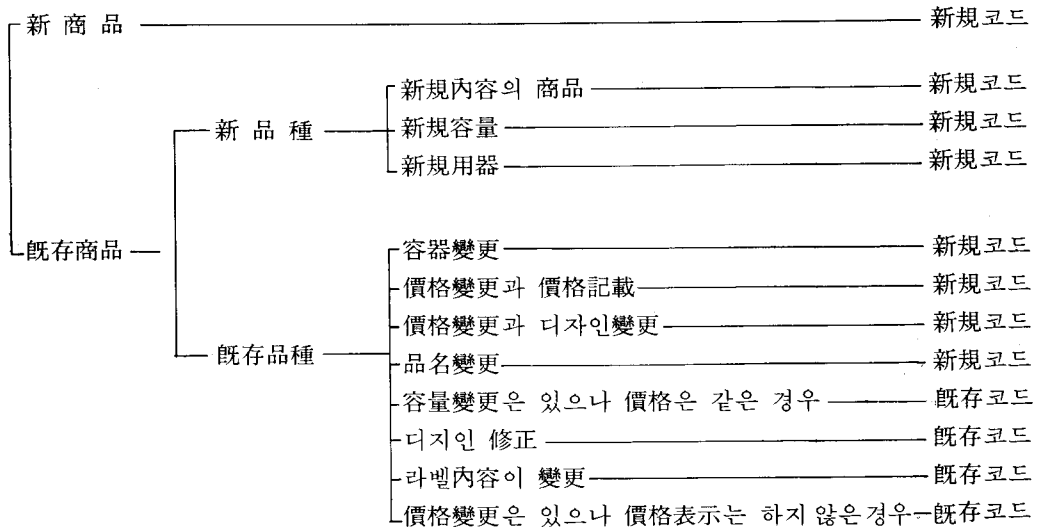 新 商 品 新規코드
新規內容의 商品 新規코드
新 品 種 新規容量 新規코드
新規用器 新規코드
旣存商品 容器變更 新規코드
價格變更과 價格記載 新規코드
價格變更과 디자인變更 新規코드
旣存品種 品名變更 新規코드
容量變更은 있으나 價格은 같은 경우 旣存코드
디지인 修正 旣存코드
라벨內容이 變更 旣存코드
價格變更은 있으나 價格表示는 하지 않은경우 旣存코드